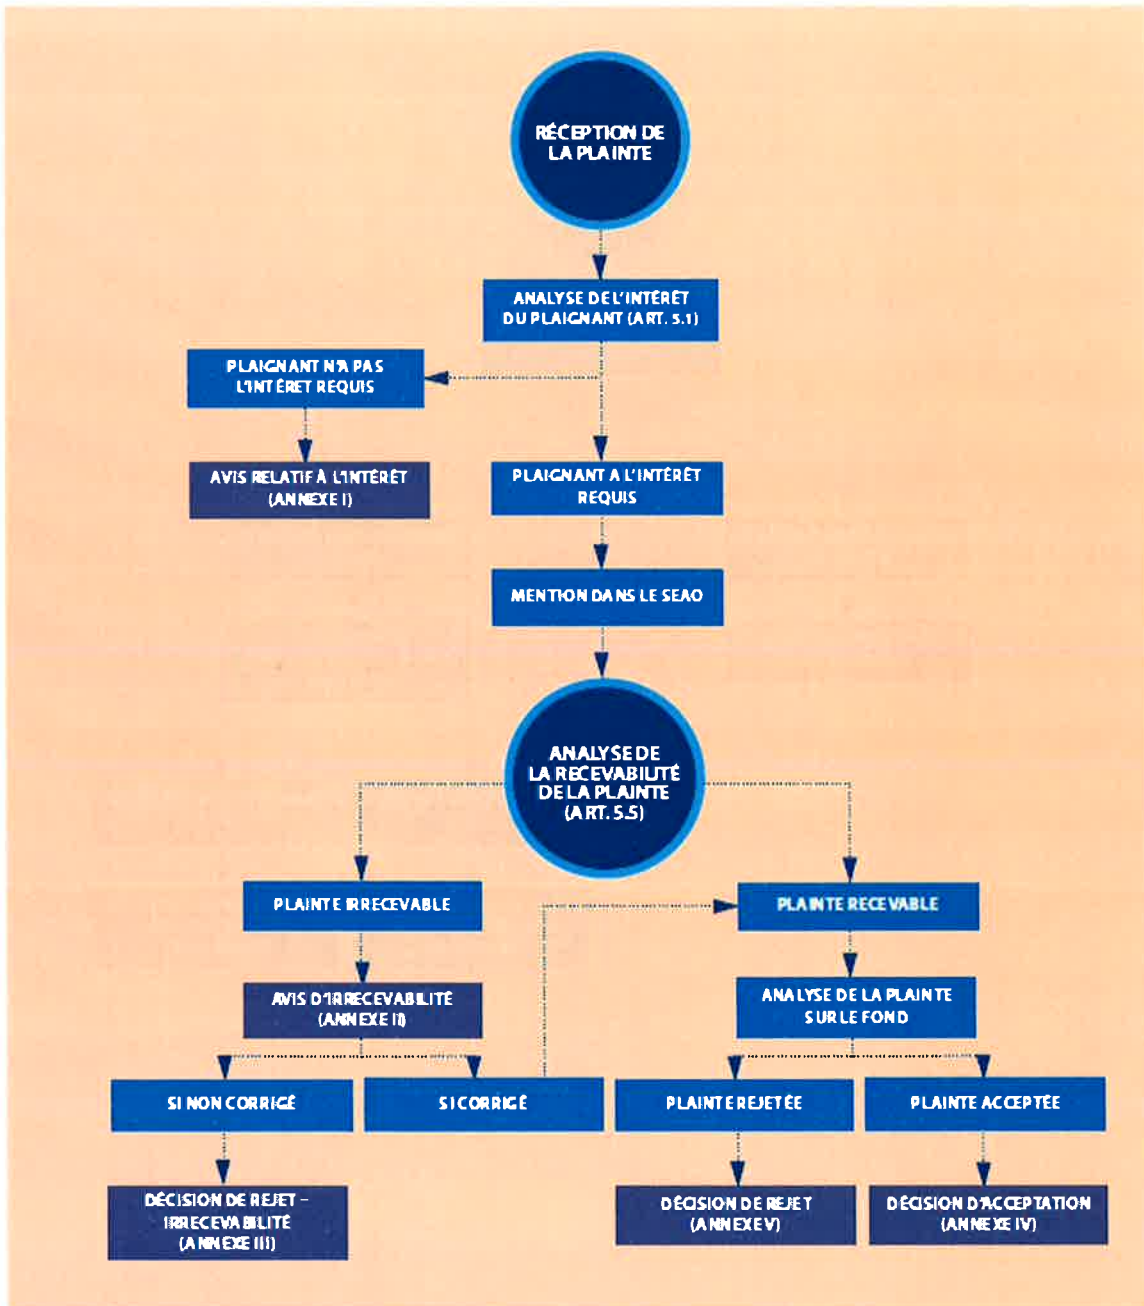 RÉCEPTION DE
LA PLAINTE
ANALYSE DE L'INTÉRÊT
DU PLAIGNANT (ART. 5.1)
PLAIGNANT N'A PAS
L'INTÉRÊT REQUIS
AVIS RELATIF À L'INTÉRÊT
(ANNEXE I)
PLAIGNANT A L'INTÉRÊT
REQUIS
MENTION DANS LE SEAO
ANALYSE DE
LA RECEVABILITÉ
DE LA PLAINTE
(ART. 5.5)
PLAINTE IRRECEVABLE
PLAINTE RECEVABLE
AVIS D'IRRECEVABILITÉ
(ANNEXE II)
ANALYSE DE LA PLAINTE
SUR LE FOND
SI NON CORRIGÉ
SI CORRIGÉ
PLAINTE REJETÉE
PLAINTE ACCEPTÉE
DÉCISION DE REJET –
IRRECEVABILITÉ
(ANNEXE III)
DÉCISION DE REJET
(ANNEXE V)
DÉCISION D'ACCEPTATION
(ANNEXE IV)